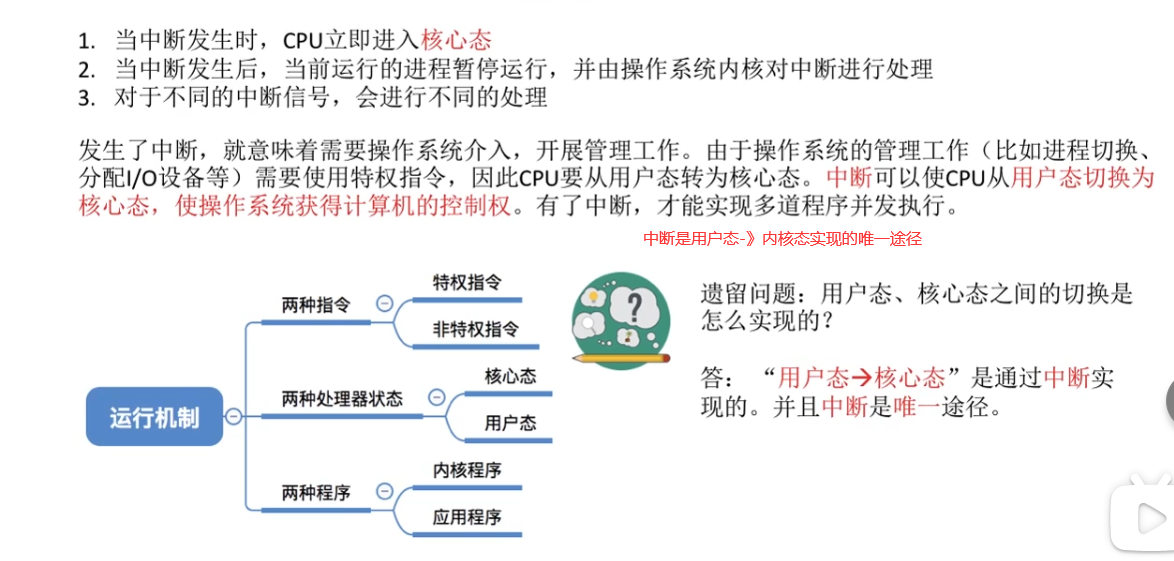 1. 当中断发生时，CPU立即进入核心态
2. 当中断发生后，当前运行的进程暂停运行，并由操作系统内核对中断进行处理
3. 对于不同的中断信号，会进行不同的处理
发生了中断，就意味着需要操作系统介入，开展管理工作。由于操作系统的管理工作（比如进程切换、
分配I/O设备等）需要使用特权指令，因此CPU要从用户态转为核心态。中断可以使CPU从用户态切换为
核心态，使操作系统获得计算机的控制权。有了中断，才能实现多道程序并发执行。
中断是用户态-》内核态实现的唯一途径
运行机制
两种指令
特权指令
非特权指令
两种处理器状态
核心态
用户态
两种程序
内核程序
应用程序
?
遗留问题：用户态、核心态之间的切换是
怎么实现的？
答： “用户态→核心态”是通过中断实
现的。并且中断是唯一途径。